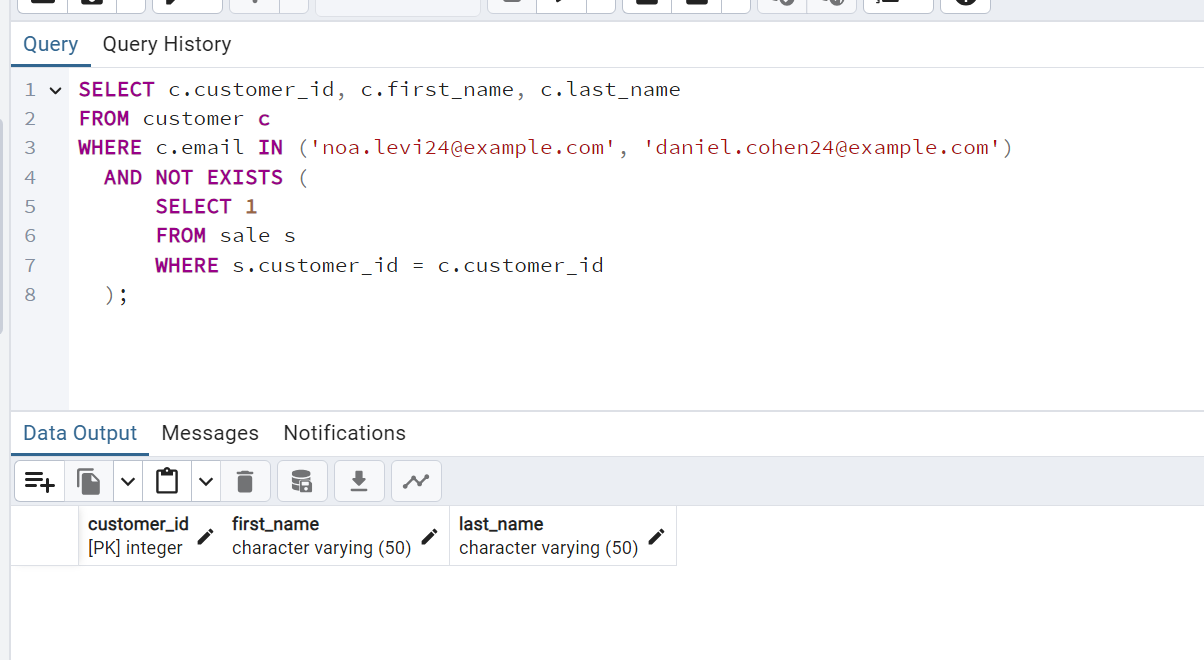 Query Query History
1 SELECT c.customer_id, c.first_name, c.last_name
2 FROM customer c
3 WHERE c.email IN ('noa.levi24@example.com', 'daniel.cohen24@example.com')
4 AND NOT EXISTS (
5 SELECT 1
6 FROM sale s
7 WHERE s.customer_id = c.customer_id
8 );
Data Output Messages Notifications
customer_id first_name last_name
[PK] integer character varying (50) character varying (50)